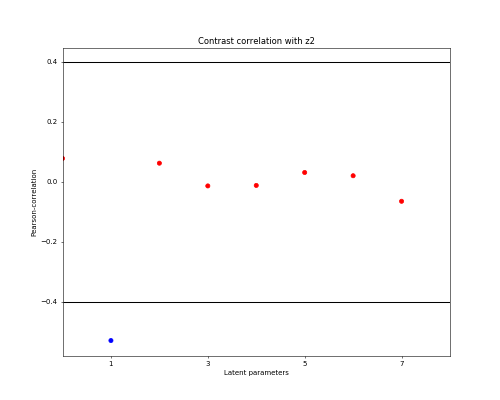 Contrast correlation with z2
0.4
0.2
0.0
−0.2
−0.4
Pearson-correlation
1 3 5 7
Latent parameters